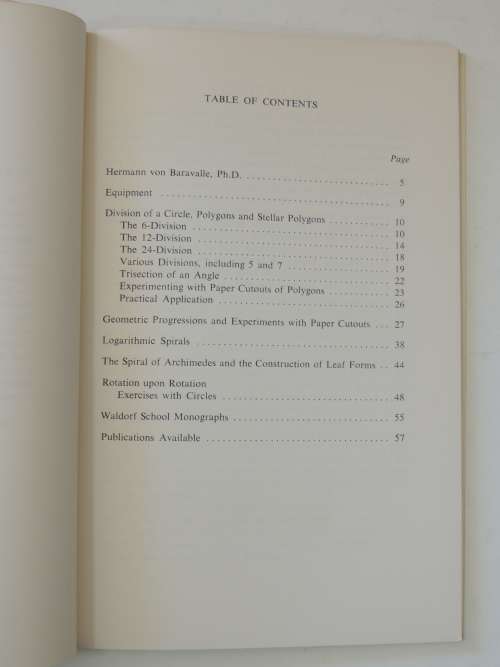 TABLE OF CONTENTS
Page
Hermann von Baravalle, Ph.D. . . . . . . . . . . . . . . . . . . . . . . . . . . . . 5
Equipment . . . . . . . . . . . . . . . . . . . . . . . . . . . . . . . . . . . . . . . . . . . 9
Division of a Circle, Polygons and Stellar Polygons . . . . . . . . . . . . 10
The 6-Division . . . . . . . . . . . . . . . . . . . . . . . . . . . . . . . . . . . . . 10
The 12-Division . . . . . . . . . . . . . . . . . . . . . . . . . . . . . . . . . . . . 14
The 24-Division . . . . . . . . . . . . . . . . . . . . . . . . . . . . . . . . . . . . 18
Various Divisions, including 5 and 7 . . . . . . . . . . . . . . . . . . . . 19
Trisection of an Angle . . . . . . . . . . . . . . . . . . . . . . . . . . . . . . . 22
Experimenting with Paper Cutouts of Polygons . . . . . . . . . . . . 23
Practical Application . . . . . . . . . . . . . . . . . . . . . . . . . . . . . . . . 26
Geometric Progressions and Experiments with Paper Cutouts . . . 27
Logarithmic Spirals . . . . . . . . . . . . . . . . . . . . . . . . . . . . . . . . . . . . 38
The Spiral of Archimedes and the Construction of Leaf Forms . . 44
Rotation upon Rotation
Exercises with Circles . . . . . . . . . . . . . . . . . . . . . . . . . . . . . . . 48
Waldorf School Monographs . . . . . . . . . . . . . . . . . . . . . . . . . . . . . 55
Publications Available . . . . . . . . . . . . . . . . . . . . . . . . . . . . . . . . . . 57